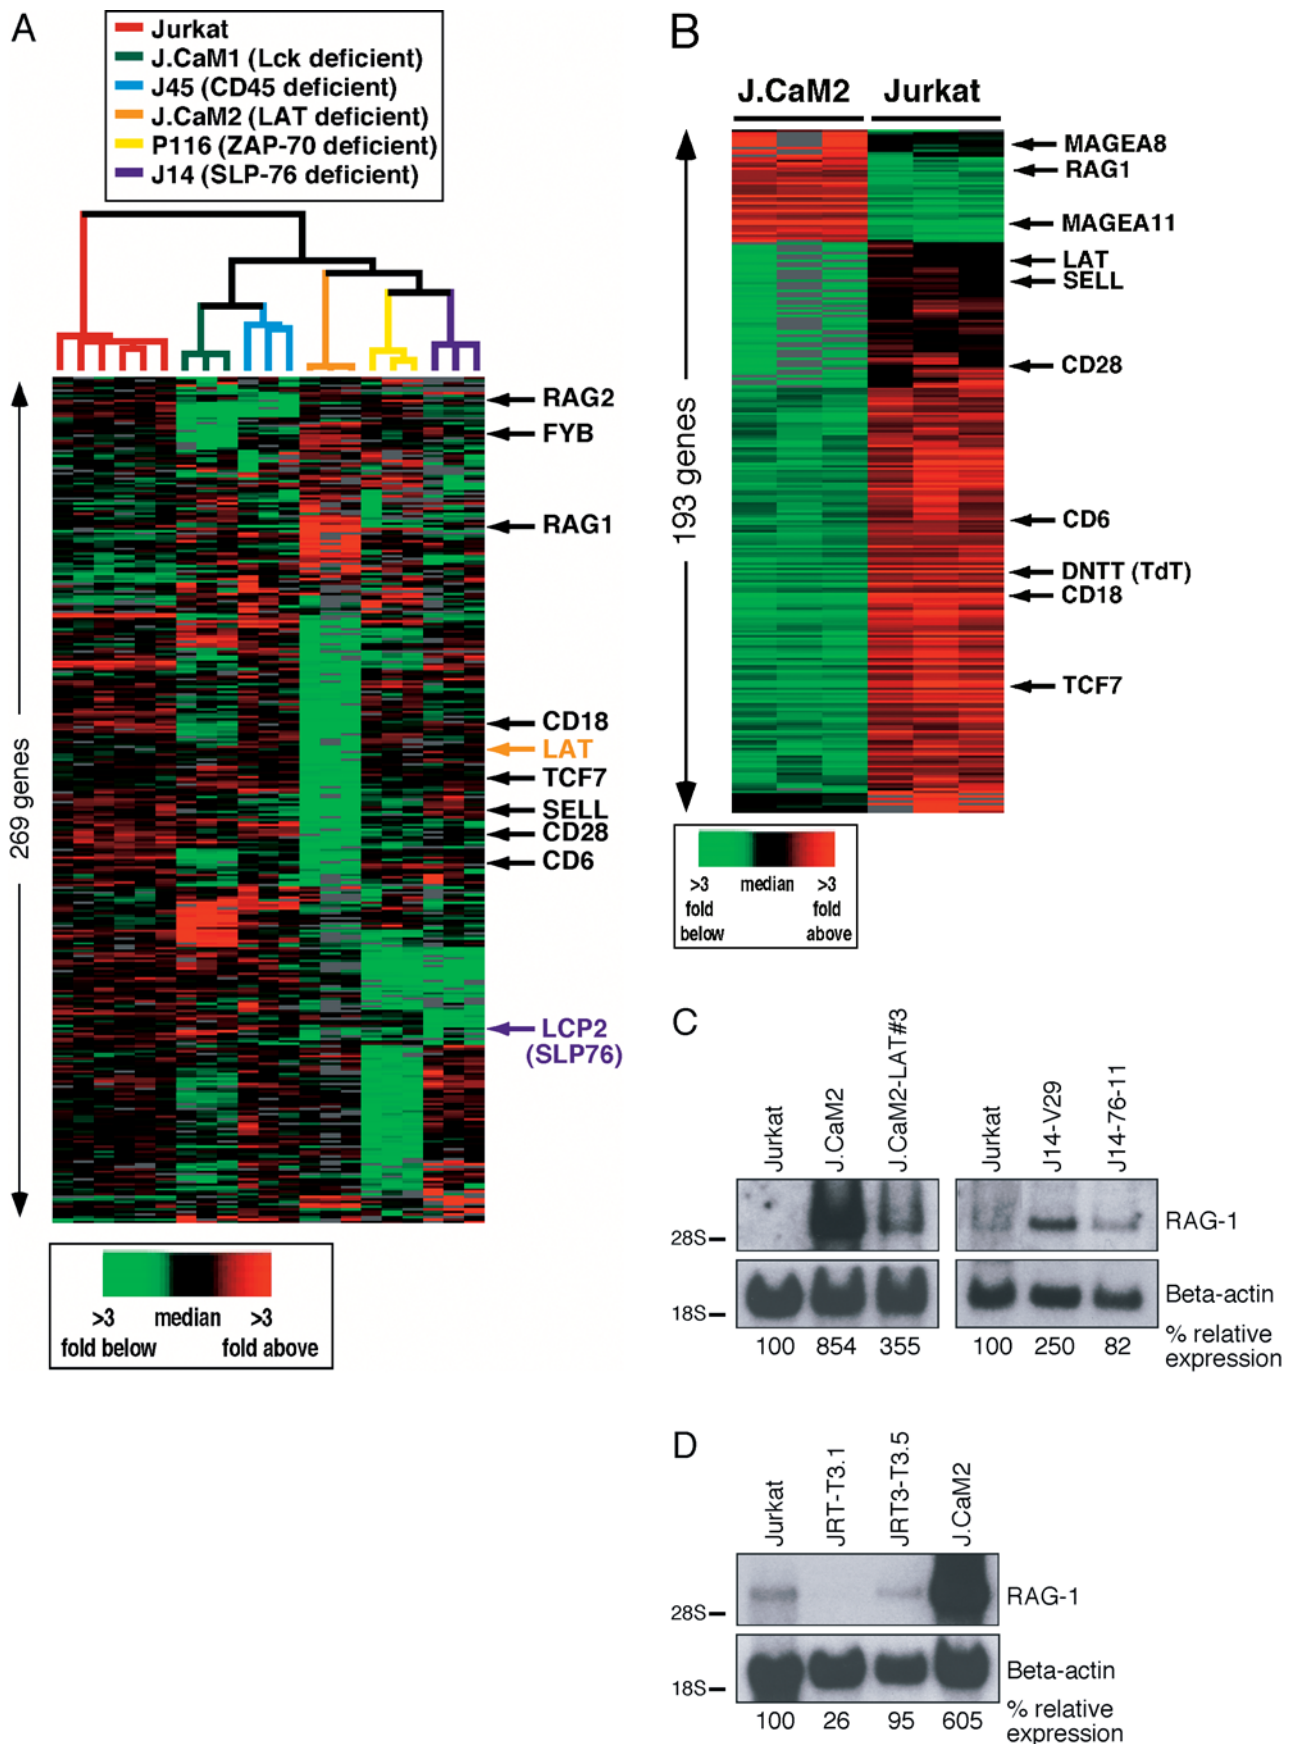 A
Jurkat
J.CaM1 (Lck deficient)
J45 (CD45 deficient)
J.CaM2 (LAT deficient)
P116 (ZAP-70 deficient)
J14 (SLP-76 deficient)
269 genes
RAG2
FYB
RAG1
CD18
LAT
TCF7
SELL
CD28
CD6
LCP2
(SLP76)
>3 median >3
fold below fold above
B
J.CaM2 Jurkat
193 genes
MAGEA8
RAG1
MAGEA11
LAT
SELL
CD28
CD6
DNTT (TdT)
CD18
TCF7
>3 median >3
fold fold
below above
C
Jurkat
J.CaM2
J.CaM2-LAT#3
Jurkat
J14-V29
J14-76-11
RAG-1
28S
Beta-actin
18S
100 854 355 100 250 82
% relative
expression
D
Jurkat
JRT-T3.1
JRT3-T3.5
J.CaM2
RAG-1
28S
Beta-actin
18S
100 26 95 605
% relative
expression